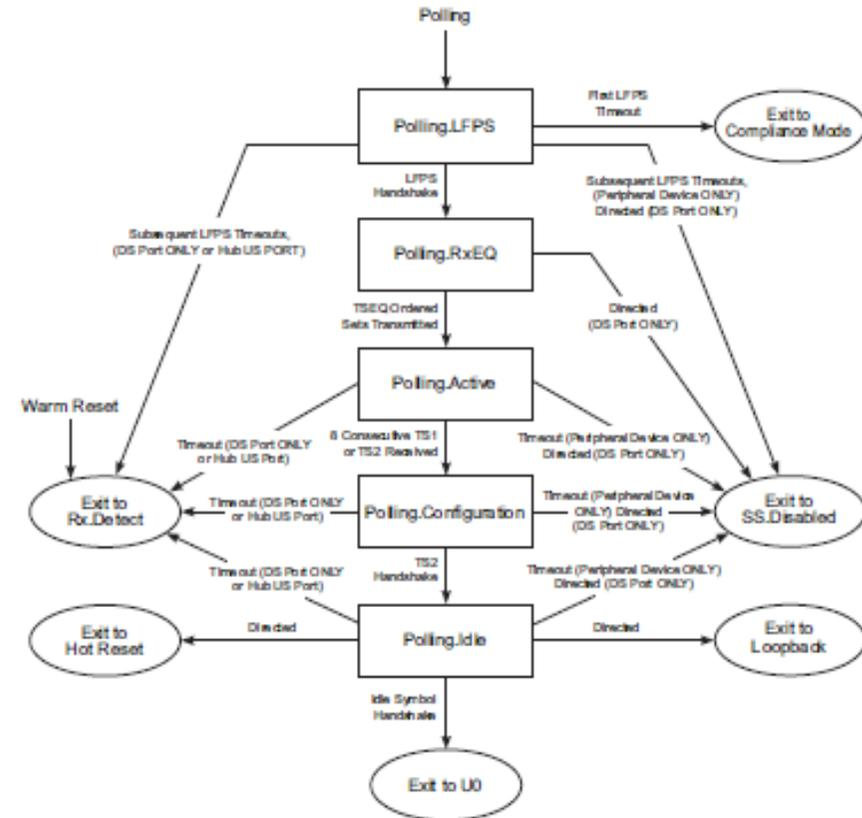 Polling
Polling.LFPS
First LFPS
Timeout
Exit to
Compliance Mode
LFPS
Handshake
Subsequent LFPS Timeouts,
(Peripheral Device ONLY)
Directed (DS Port ONLY)
Subsequent LFPS Timeouts,
(DS Port ONLY or Hub US PORT)
Polling.RxEQ
TSEQ Ordered
Sets Transmitted
Directed
(DS Port ONLY)
Polling.Active
Warm Reset
Timeout (DS Port ONLY
or Hub US Port)
8 Consecutive TS1
or TS2 Received
Timeout (Peripheral Device ONLY)
Directed (DS Port ONLY)
Exit to
Rx.Detect
Timeout (DS Port ONLY
or Hub US Port)
Polling.Configuration
Timeout (Peripheral Device
ONLY) Directed
(DS Port ONLY)
Exit to
SS.Disabled
Timeout (DS Port ONLY
or Hub US Port)
TS2
Handshake
Timeout (Peripheral Device ONLY)
Directed (DS Port ONLY)
Exit to
Hot Reset
Directed
Polling.Idle
Directed
Exit to
Loopback
Idle Symbol
Handshake
Exit to U0